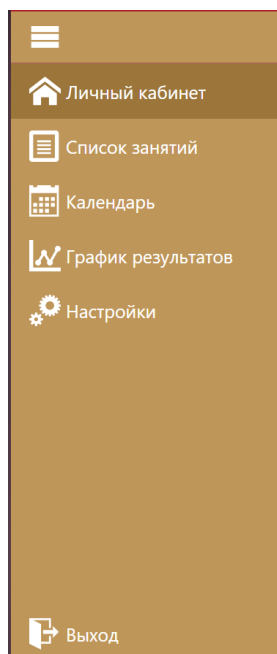 Личный кабинет
Список занятий
Календарь
График результатов
Настройки
Выход